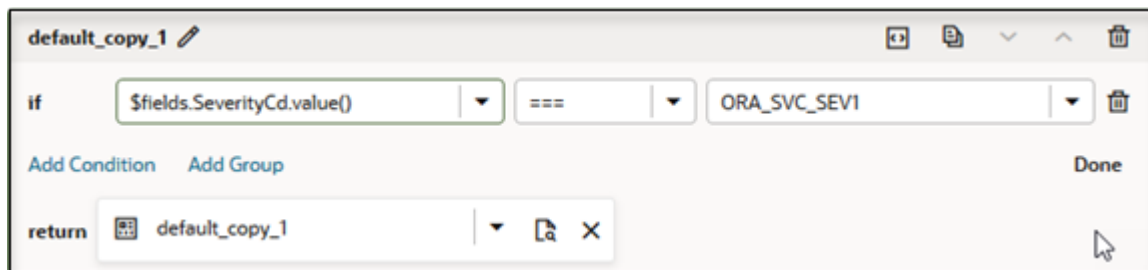 default_copy_1
if $fields.SeverityCd.value() === ORA_SVC_SEV1
Add Condition Add Group Done
return default_copy_1